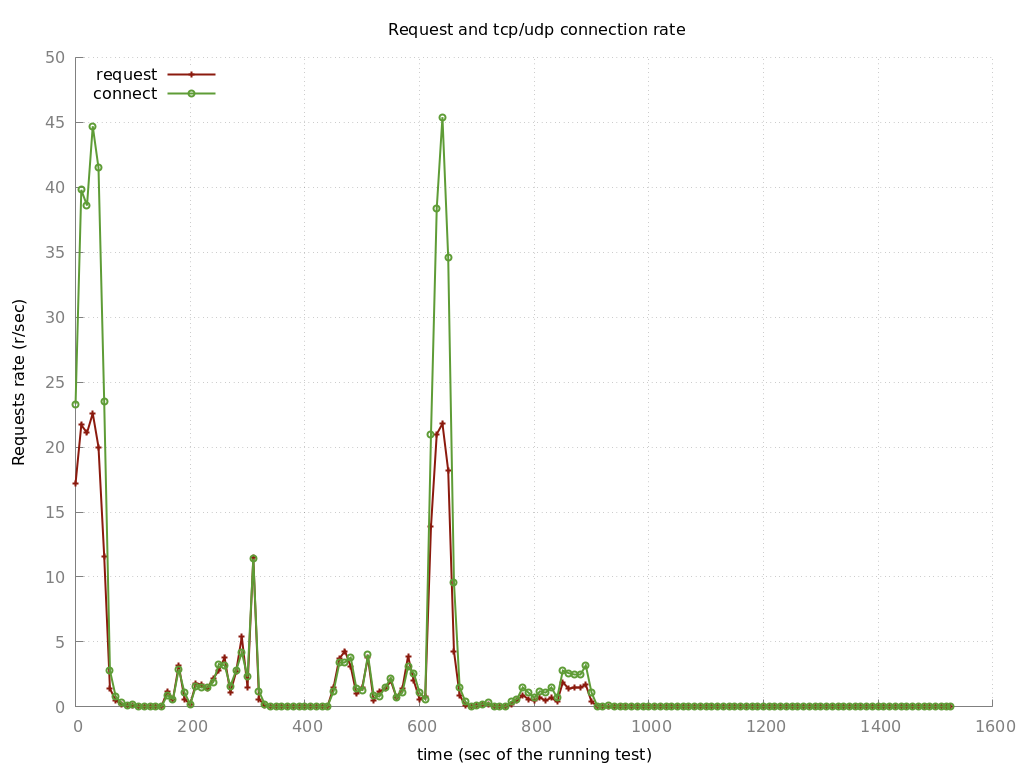 Request and tcp/udp connection rate
request
connect
50
45
40
35
30
25
20
15
10
5
0
Requests rate (r/sec)
0 200 400 600 800 1000 1200 1400 1600
time (sec of the running test)